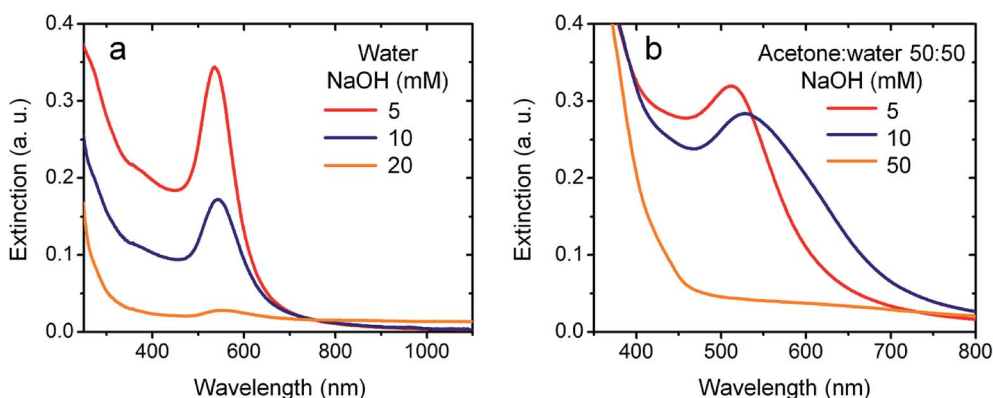 a
Water
NaOH (mM)
5
10
20
0.4
0.3
0.2
0.1
0.0
Extinction (a. u.)
400 600 800 1000
Wavelength (nm)
b
Acetone:water 50:50
NaOH (mM)
5
10
50
0.4
0.3
0.2
0.1
0.0
Extinction (a. u.)
400 500 600 700 800
Wavelength (nm)